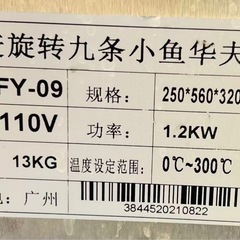 旋转九条小鱼华夫
FY-09 规格: 250*560*320
110V 功率: 1.2KW
13KG 温度设定范围: 0℃~300℃
电: 广州
3844520210822